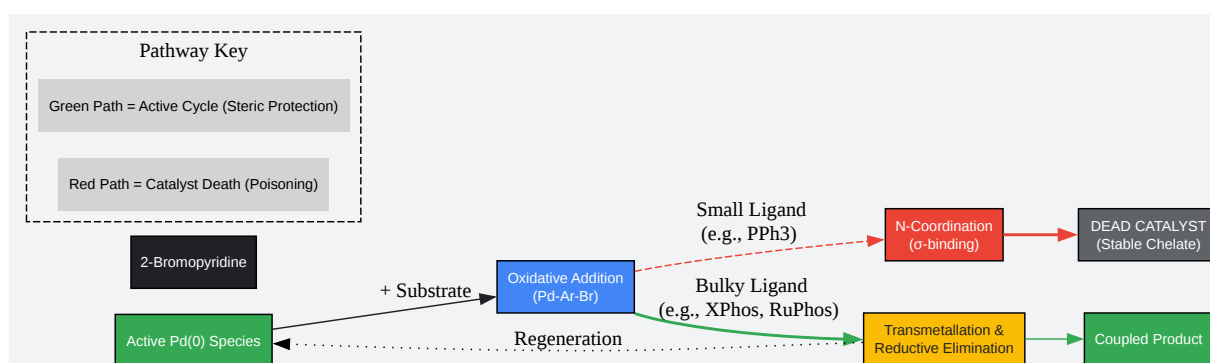 Pathway Key
Green Path = Active Cycle (Steric Protection)
Red Path = Catalyst Death (Poisoning)
2-Bromopyridine
Active Pd(0) Species
+ Substrate
Oxidative Addition
(Pd-Ar-Br)
Small Ligand
(e.g., PPh3)
N-Coordination
(σ-binding)
DEAD CATALYST
(Stable Chelate)
Bulky Ligand
(e.g., XPhos, RuPhos)
Regeneration
Transmetallation &
Reductive Elimination
Coupled Product